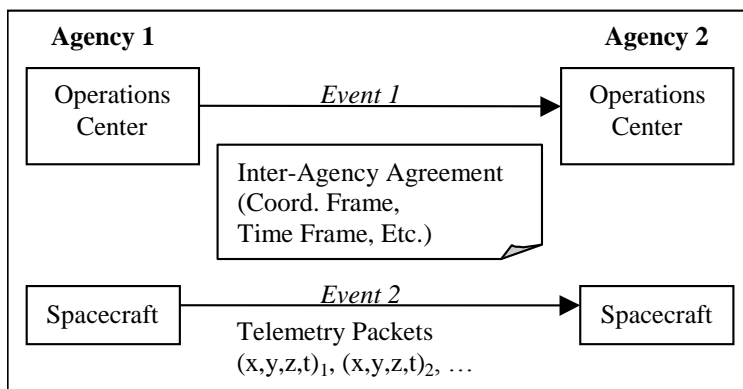 Agency 1
Agency 2
Operations
Center
Event 1
Operations
Center
Inter-Agency Agreement
(Coord. Frame,
Time Frame, Etc.)
Spacecraft
Event 2
Spacecraft
Telemetry Packets
(x,y,z,t)₁, (x,y,z,t)₂, …